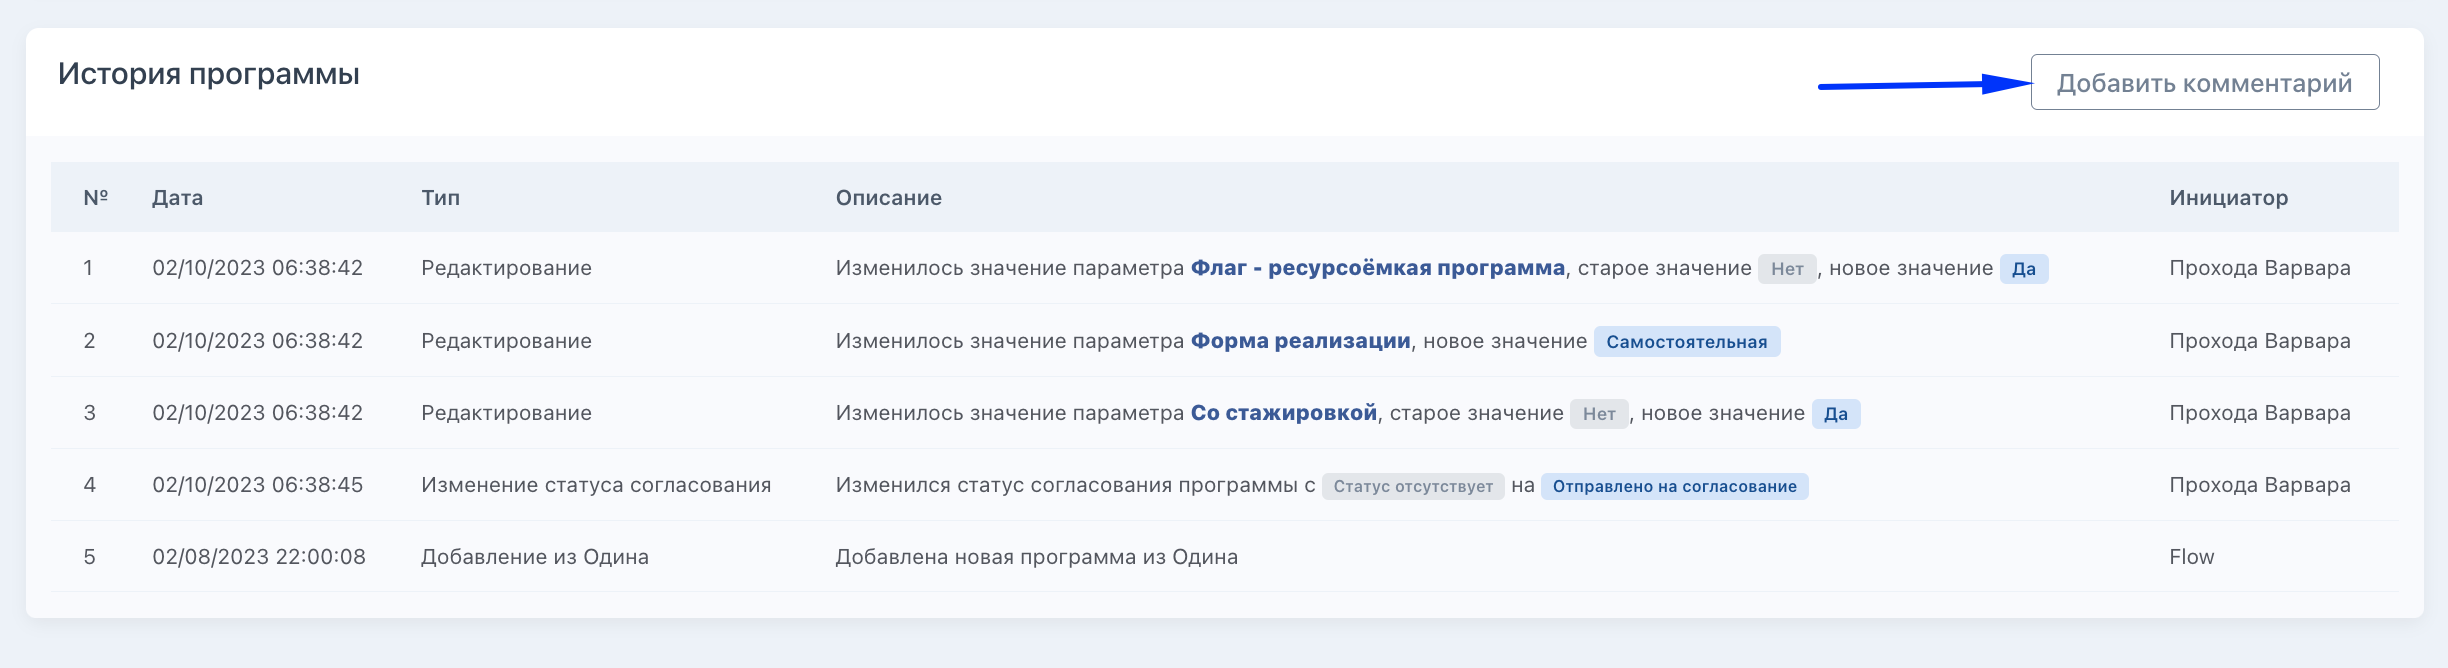 История программы
Добавить комментарий
№ Дата Тип Описание Инициатор
1 02/10/2023 06:38:42 Редактирование Изменилось значение параметра Флаг - ресурсоёмкая программа, старое значение Нет, новое значение Да Прохода Варвара
2 02/10/2023 06:38:42 Редактирование Изменилось значение параметра Форма реализации, новое значение Самостоятельная Прохода Варвара
3 02/10/2023 06:38:42 Редактирование Изменилось значение параметра Со стажировкой, старое значение Нет, новое значение Да Прохода Варвара
4 02/10/2023 06:38:45 Изменение статуса согласования Изменился статус согласования программы с Статус отсутствует на Отправлено на согласование Прохода Варвара
5 02/08/2023 22:00:08 Добавление из Одина Добавлена новая программа из Одина Flow